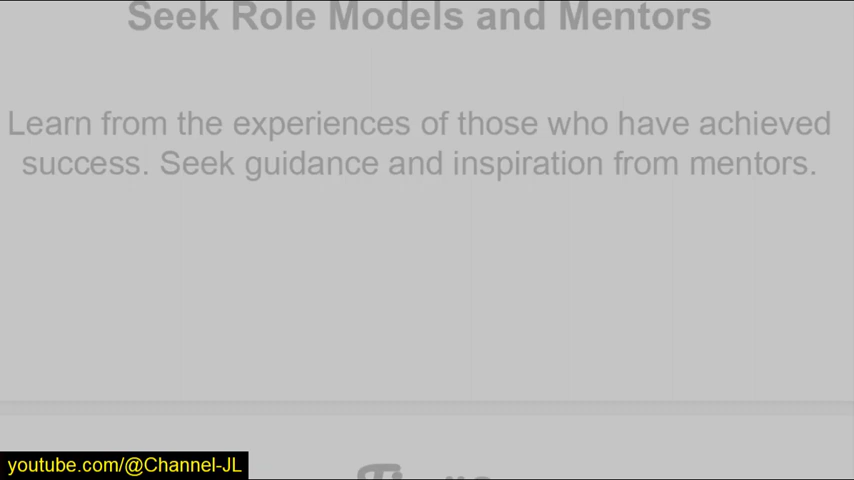 Seek Role Models and Mentors
Learn from the experiences of those who have achieved
success. Seek guidance and inspiration from mentors.
youtube.com/@Channel-JL